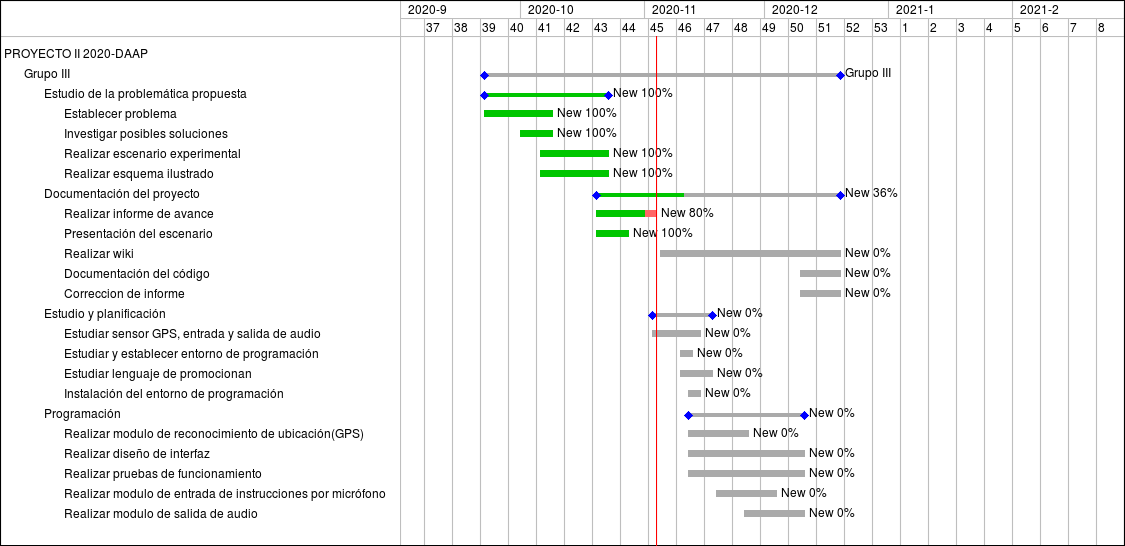 2020-9 2020-10 2020-11 2020-12 2021-1 2021-2
37 38 39 40 41 42 43 44 45 46 47 48 49 50 51 52 53 1 2 3 4 5 6 7 8
PROYECTO II 2020-DAAP
Grupo III Grupo III
Estudio de la problemática propuesta New 100%
Establecer problema New 100%
Investigar posibles soluciones New 100%
Realizar escenario experimental New 100%
Realizar esquema ilustrado New 100%
Documentación del proyecto New 36%
Realizar informe de avance New 80%
Presentación del escenario New 100%
Realizar wiki New 0%
Documentación del código New 0%
Correccion de informe New 0%
Estudio y planificación New 0%
Estudiar sensor GPS, entrada y salida de audio New 0%
Estudiar y establecer entorno de programación New 0%
Estudiar lenguaje de promocionan New 0%
Instalación del entorno de programación New 0%
Programación New 0%
Realizar modulo de reconocimiento de ubicación(GPS) New 0%
Realizar diseño de interfaz New 0%
Realizar pruebas de funcionamiento New 0%
Realizar modulo de entrada de instrucciones por micrófono New 0%
Realizar modulo de salida de audio New 0%